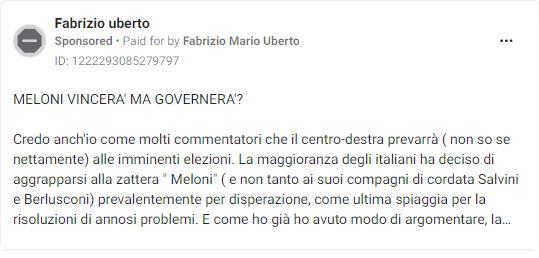 Fabrizio uberto
Sponsored • Paid for by Fabrizio Mario Uberto
ID: 1222293085279797
MELONI VINCERA' MA GOVERNERA'?
Credo anch'io come molti commentatori che il centro-destra prevarrà ( non so se
nettamente) alle imminenti elezioni. La maggioranza degli italiani ha deciso di
aggrapparsi alla zattera " Meloni" ( e non tanto ai suoi compagni di cordata Salvini
e Berlusconi) prevalentemente per disperazione, come ultima spiaggia per la
risoluzioni di annosi problemi. E come ho già ho avuto modo di argomentare, la...